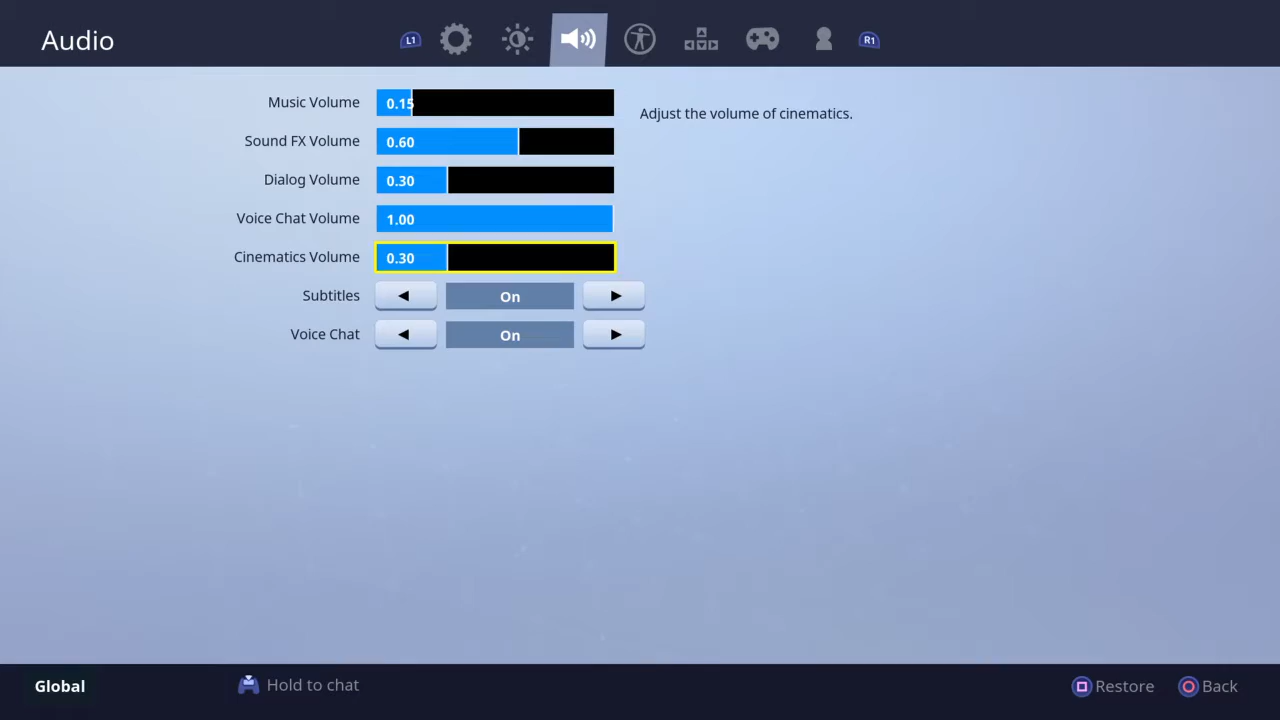 Audio
L1
R1
Music Volume 0.15
Adjust the volume of cinematics.
Sound FX Volume 0.60
Dialog Volume 0.30
Voice Chat Volume 1.00
Cinematics Volume 0.30
Subtitles On
Voice Chat On
Global
Hold to chat
Restore
Back